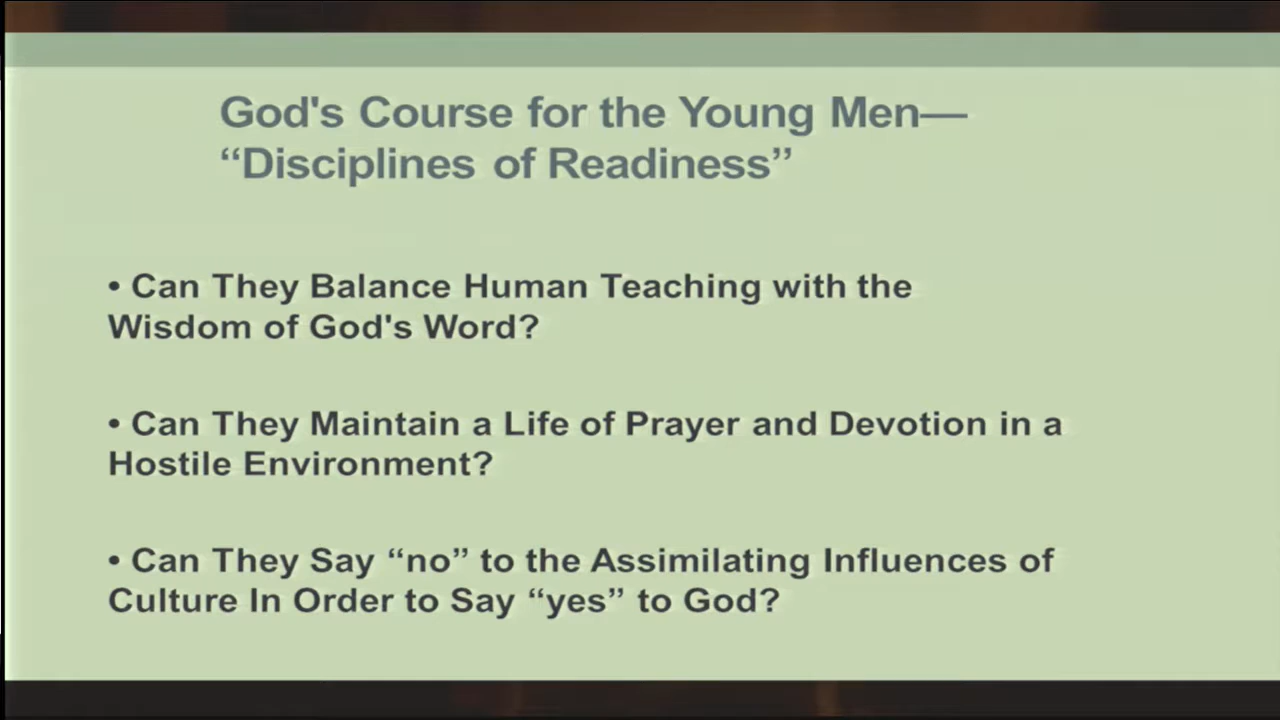 God's Course for the Young Men—
“Disciplines of Readiness”
• Can They Balance Human Teaching with the
Wisdom of God's Word?
• Can They Maintain a Life of Prayer and Devotion in a
Hostile Environment?
• Can They Say “no” to the Assimilating Influences of
Culture In Order to Say “yes” to God?